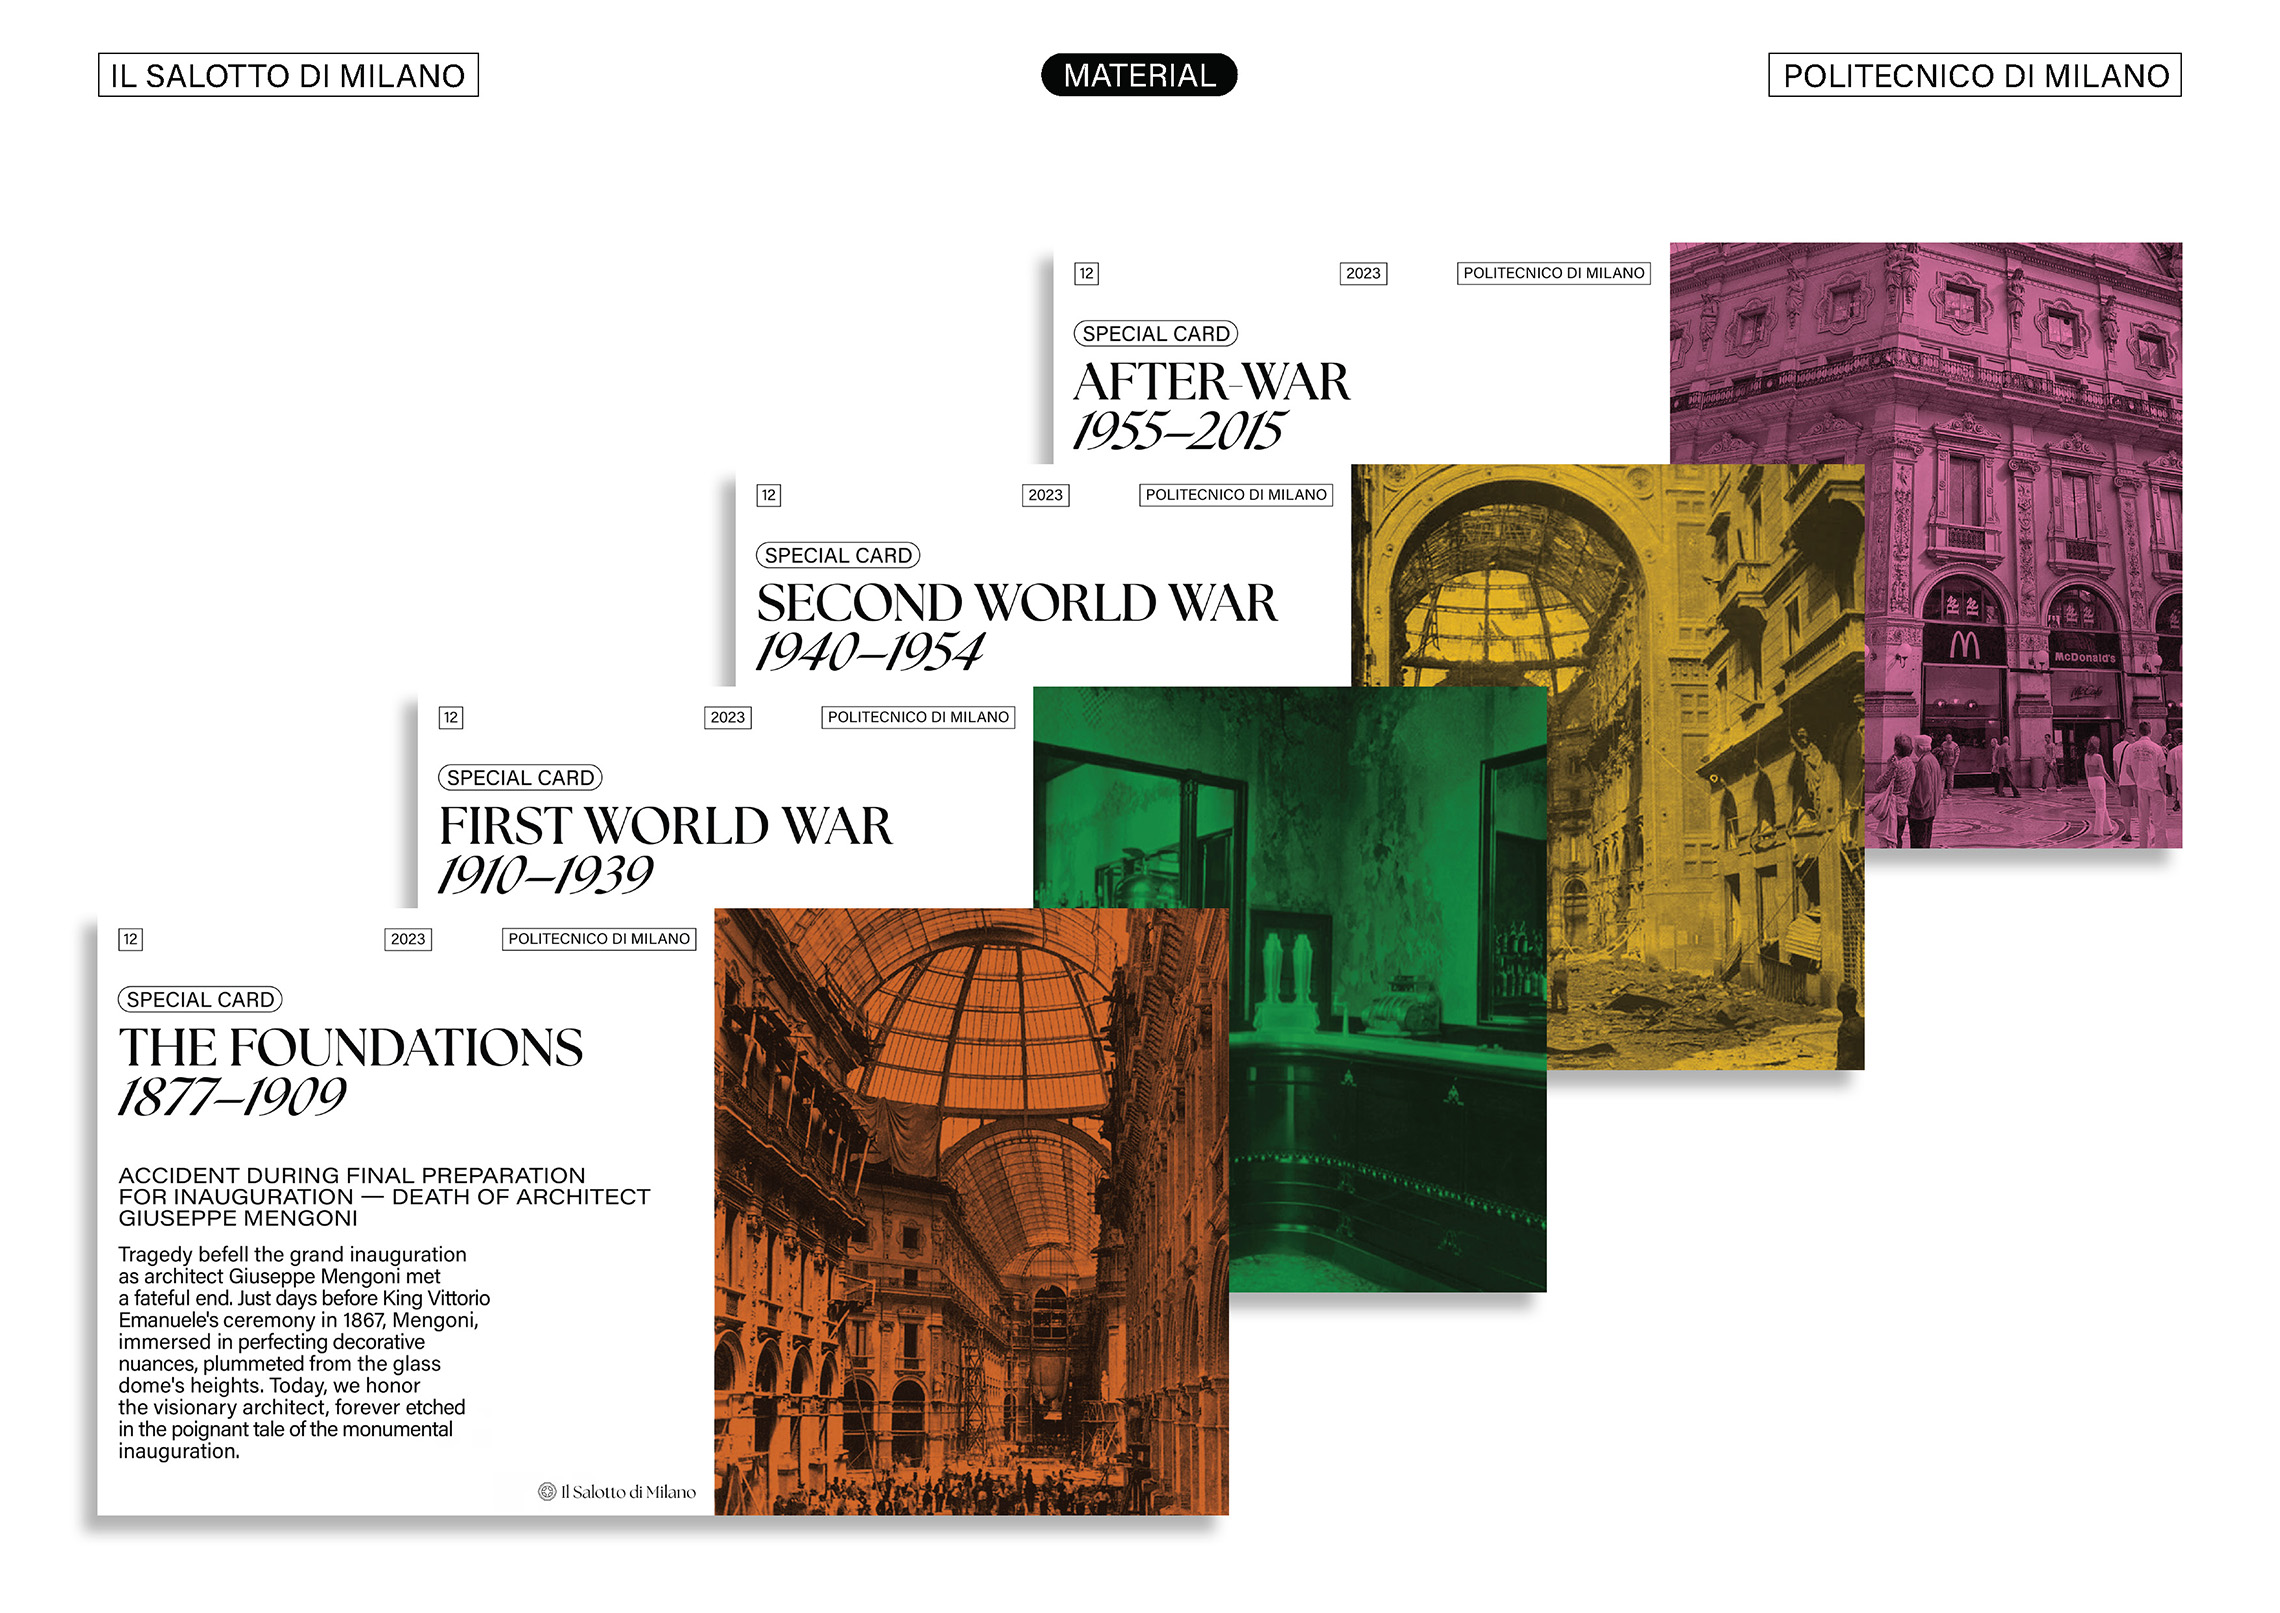 IL SALOTTO DI MILANO
MATERIAL
POLITECNICO DI MILANO
12
2023
POLITECNICO DI MILANO
SPECIAL CARD
AFTER-WAR
1955—2015
McDonald's
McCafé
12
2023
POLITECNICO DI MILANO
SPECIAL CARD
SECOND WORLD WAR
1940—1954
12
2023
POLITECNICO DI MILANO
SPECIAL CARD
FIRST WORLD WAR
1910—1939
12
2023
POLITECNICO DI MILANO
SPECIAL CARD
THE FOUNDATIONS
1877—1909
ACCIDENT DURING FINAL PREPARATION
FOR INAUGURATION — DEATH OF ARCHITECT
GIUSEPPE MENGONI
Tragedy befell the grand inauguration
as architect Giuseppe Mengoni met
a fateful end. Just days before King Vittorio
Emanuele's ceremony in 1867, Mengoni,
immersed in perfecting decorative
nuances, plummeted from the glass
dome's heights. Today, we honor
the visionary architect, forever etched
in the poignant tale of the monumental
inauguration.
Il Salotto di Milano